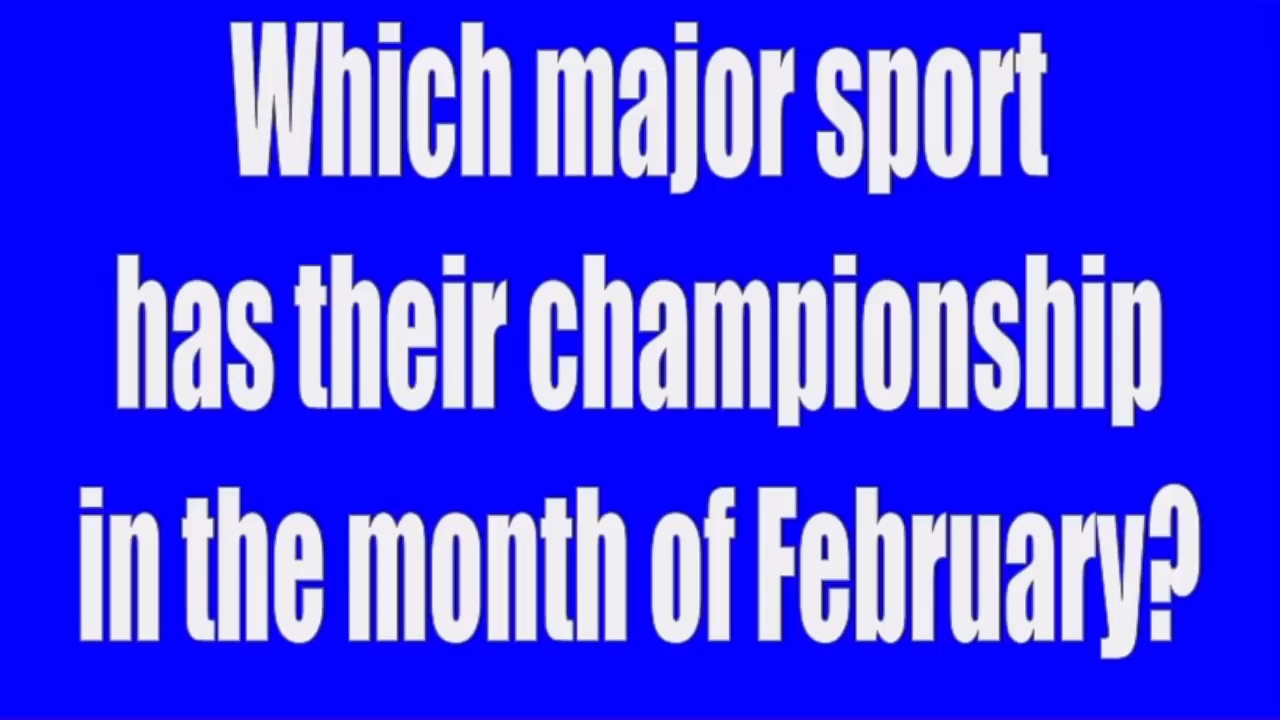 Which major sport
has their championship
in the month of February?